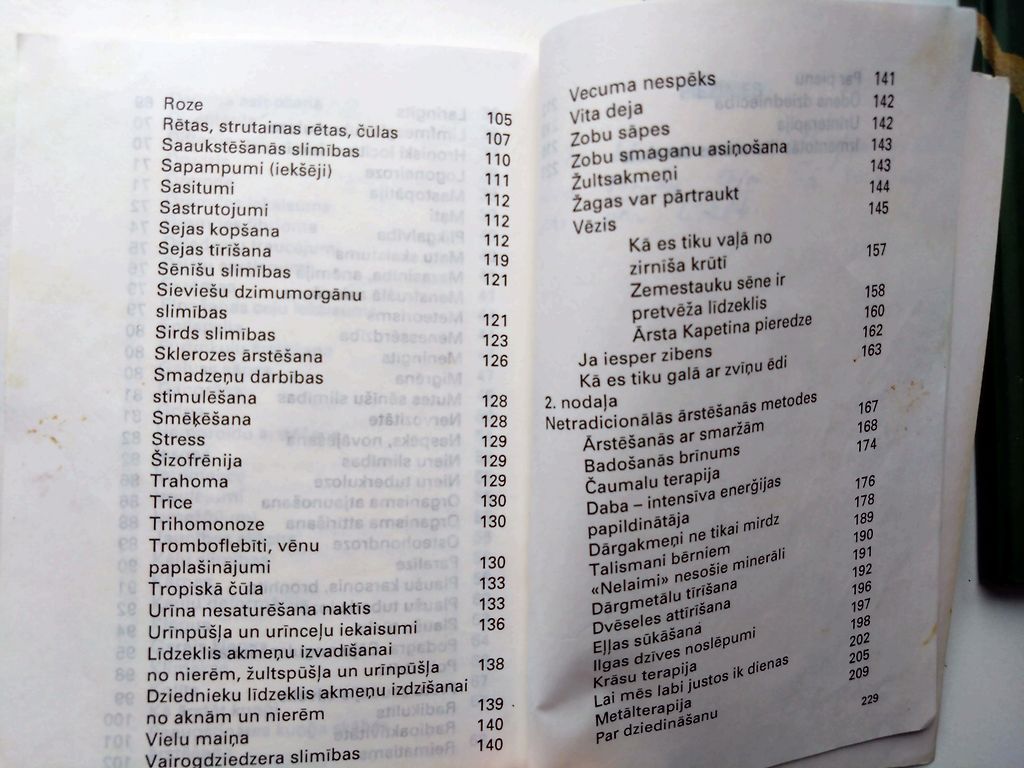 Roze 105
Rētas, strutainas rētas, čūlas 107
Saaukstēšanās slimības 110
Sapampumi (iekšēji) 111
Sasitumi 112
Sastrutojumi 112
Sejas kopšana 112
Sejas tīrīšana 119
Sēnīšu slimības 121
Sieviešu dzimumorgānu
slimības 121
Sirds slimības 123
Sklerozes ārstēšana 126
Smadzeņu darbības
stimulēšana 128
Smēķēšana 128
Stress 129
Šizofrēnija 129
Trahoma 129
Trīce 130
Trihomonoze 130
Tromboflebīti, vēnu
paplašinājumi 130
Tropiskā čūla 133
Urīna nesaturēšana naktīs 133
Urīnpūšļa un urīnceļu iekaisumi 136
Līdzeklis akmeņu izvadīšanai
no nierēm, žultspūšļa un urīnpūšļa 138
Dziednieku līdzeklis akmeņu izdzīšanai
no aknām un nierēm 139
Vielu maiņa 140
Vairogdziedzera slimības 140
Vecuma nespēks 141
Vita deja 142
Zobu sāpes 142
Zobu smaganu asiņošana 143
Žultsakmeņi 143
Žagas var pārtraukt 144
Vēzis 145
Kā es tiku vaļā no
zirnīša krūtī 157
Zemestauku sēne ir
pretvēža līdzeklis 158
Ārsta Kapetina pieredze 160
Ja iesper zibens 162
Kā es tiku galā ar zvīņu ēdi 163
2. nodaļa
Netradicionālās ārstēšanās metodes
Ārstēšanās ar smaržām 167
Badošanās brīnums 168
Čaumalu terapija 174
Daba – intensīva enerģijas
papildinātāja 176
Dārgakmeņi ne tikai mirdz 178
Talismani bērniem 189
«Nelaimi» nesošie minerāli 190
Dārgmetālu tīrīšana 191
Dvēseles attīrīšana 192
Eļļas sūkāšana 196
Ilgas dzīves noslēpumi 197
Krāsu terapija 198
Lai mēs labi justos ik dienas 202
Metālterapija 205
Par dziedināšanu 209
229